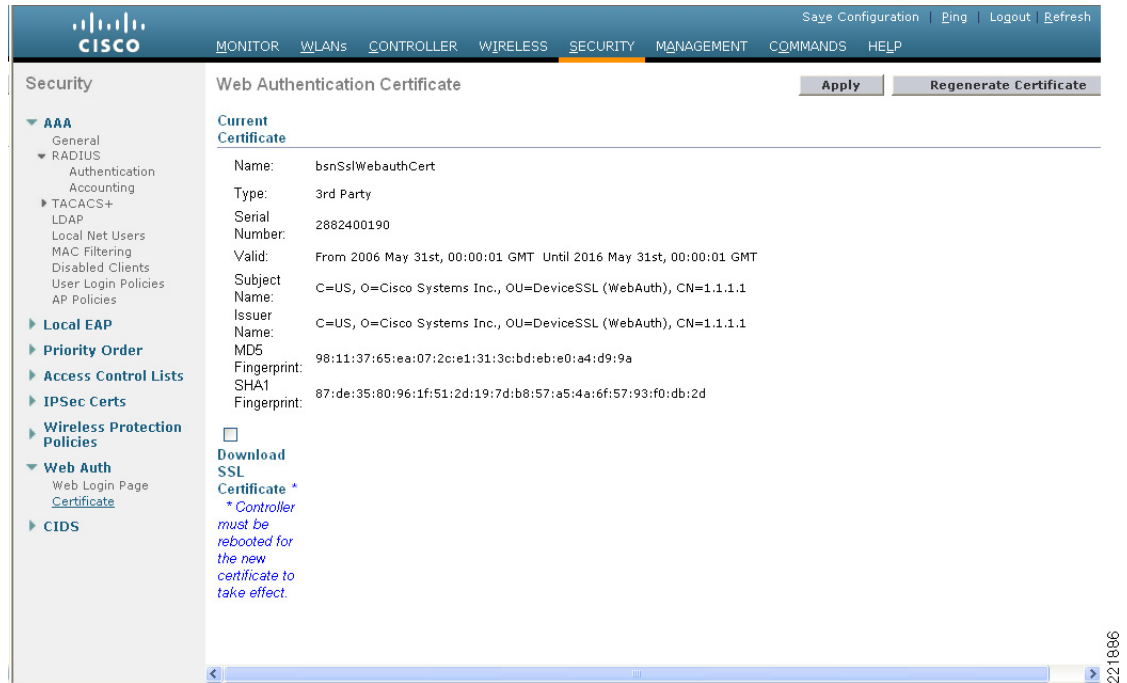 Save Configuration | Ping | Logout | Refresh
CISCO
MONITOR WLANs CONTROLLER WIRELESS SECURITY MANAGEMENT COMMANDS HELP
Security
AAA
General
RADIUS
Authentication
Accounting
TACACS+
LDAP
Local Net Users
MAC Filtering
Disabled Clients
User Login Policies
AP Policies
Local EAP
Priority Order
Access Control Lists
IPSec Certs
Wireless Protection
Policies
Web Auth
Web Login Page
Certificate
CIDS
Web Authentication Certificate
Apply
Regenerate Certificate
Current
Certificate
Name: bsnSslWebauthCert
Type: 3rd Party
Serial
Number: 2882400190
Valid: From 2006 May 31st, 00:00:01 GMT Until 2016 May 31st, 00:00:01 GMT
Subject
Name: C=US, O=Cisco Systems Inc., OU=DeviceSSL (WebAuth), CN=1.1.1.1
Issuer
Name: C=US, O=Cisco Systems Inc., OU=DeviceSSL (WebAuth), CN=1.1.1.1
MD5
Fingerprint: 98:11:37:65:ea:07:2c:e1:31:3c:bd:eb:e0:a4:d9:9a
SHA1
Fingerprint: 87:de:35:80:96:1f:51:2d:19:7d:b8:57:a5:4a:6f:57:93:f0:db:2d
Download
SSL
Certificate *
* Controller
must be
rebooted for
the new
certificate to
take effect.
221886